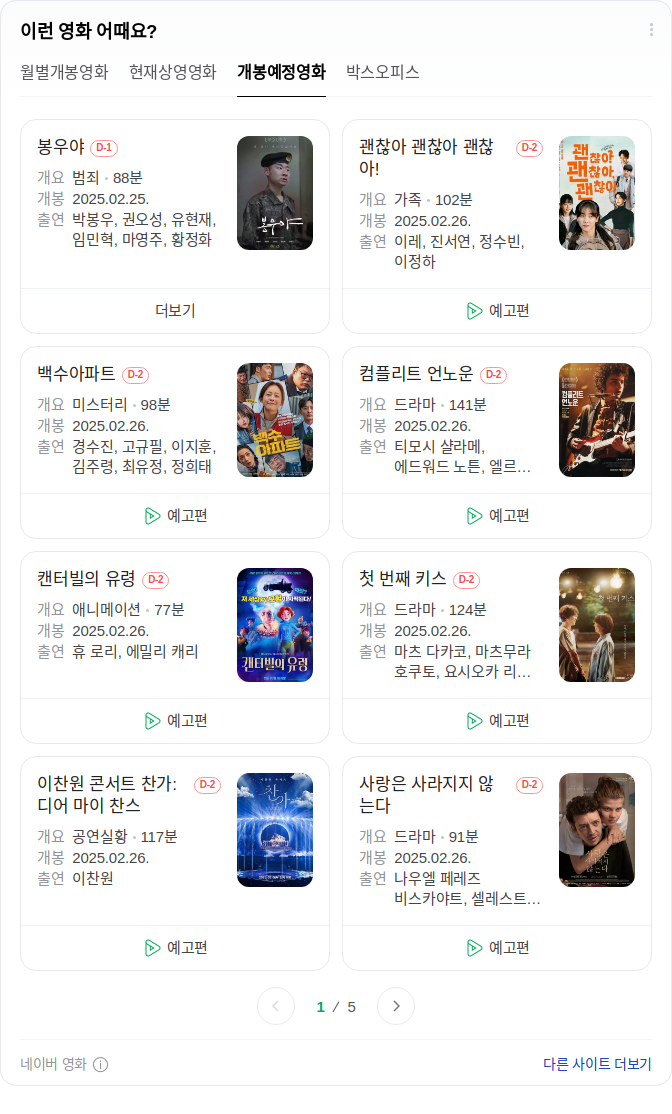 이런 영화 어때요?
월별개봉영화 현재상영영화 개봉예정영화 박스오피스
봉우야 D-1
개요 범죄 · 88분
개봉 2025.02.25.
출연 박봉우, 권오성, 유현재,
임민혁, 마영주, 황정화
봉우야
더보기
괜찮아 괜찮아 괜찮 D-2
아!
개요 가족 · 102분
개봉 2025.02.26.
출연 이레, 진서연, 정수빈,
이정하
괜찮아
괜찮아,
괜찮아!
예고편
백수아파트 D-2
개요 미스터리 · 98분
개봉 2025.02.26.
출연 경수진, 고규필, 이지훈,
김주령, 최유정, 정희태
백수
아파트
예고편
컴플리트 언노운 D-2
개요 드라마 · 141분
개봉 2025.02.26.
출연 티모시 샬라메,
에드워드 노튼, 엘르…
컴플리트
언노운
예고편
캔터빌의 유령 D-2
개요 애니메이션 · 77분
개봉 2025.02.26.
출연 휴 로리, 에밀리 캐리
캔터빌의 유령
예고편
첫 번째 키스 D-2
개요 드라마 · 124분
개봉 2025.02.26.
출연 마츠 다카코, 마츠무라
호쿠토, 요시오카 리…
첫 번째 키스
예고편
이찬원 콘서트 찬가: D-2
디어 마이 찬스
개요 공연실황 · 117분
개봉 2025.02.26.
출연 이찬원
찬가
예고편
사랑은 사라지지 않 D-2
는다
개요 드라마 · 91분
개봉 2025.02.26.
출연 나우엘 페레즈
비스카야트, 셀레스트…
예고편
1 / 5
네이버 영화
다른 사이트 더보기